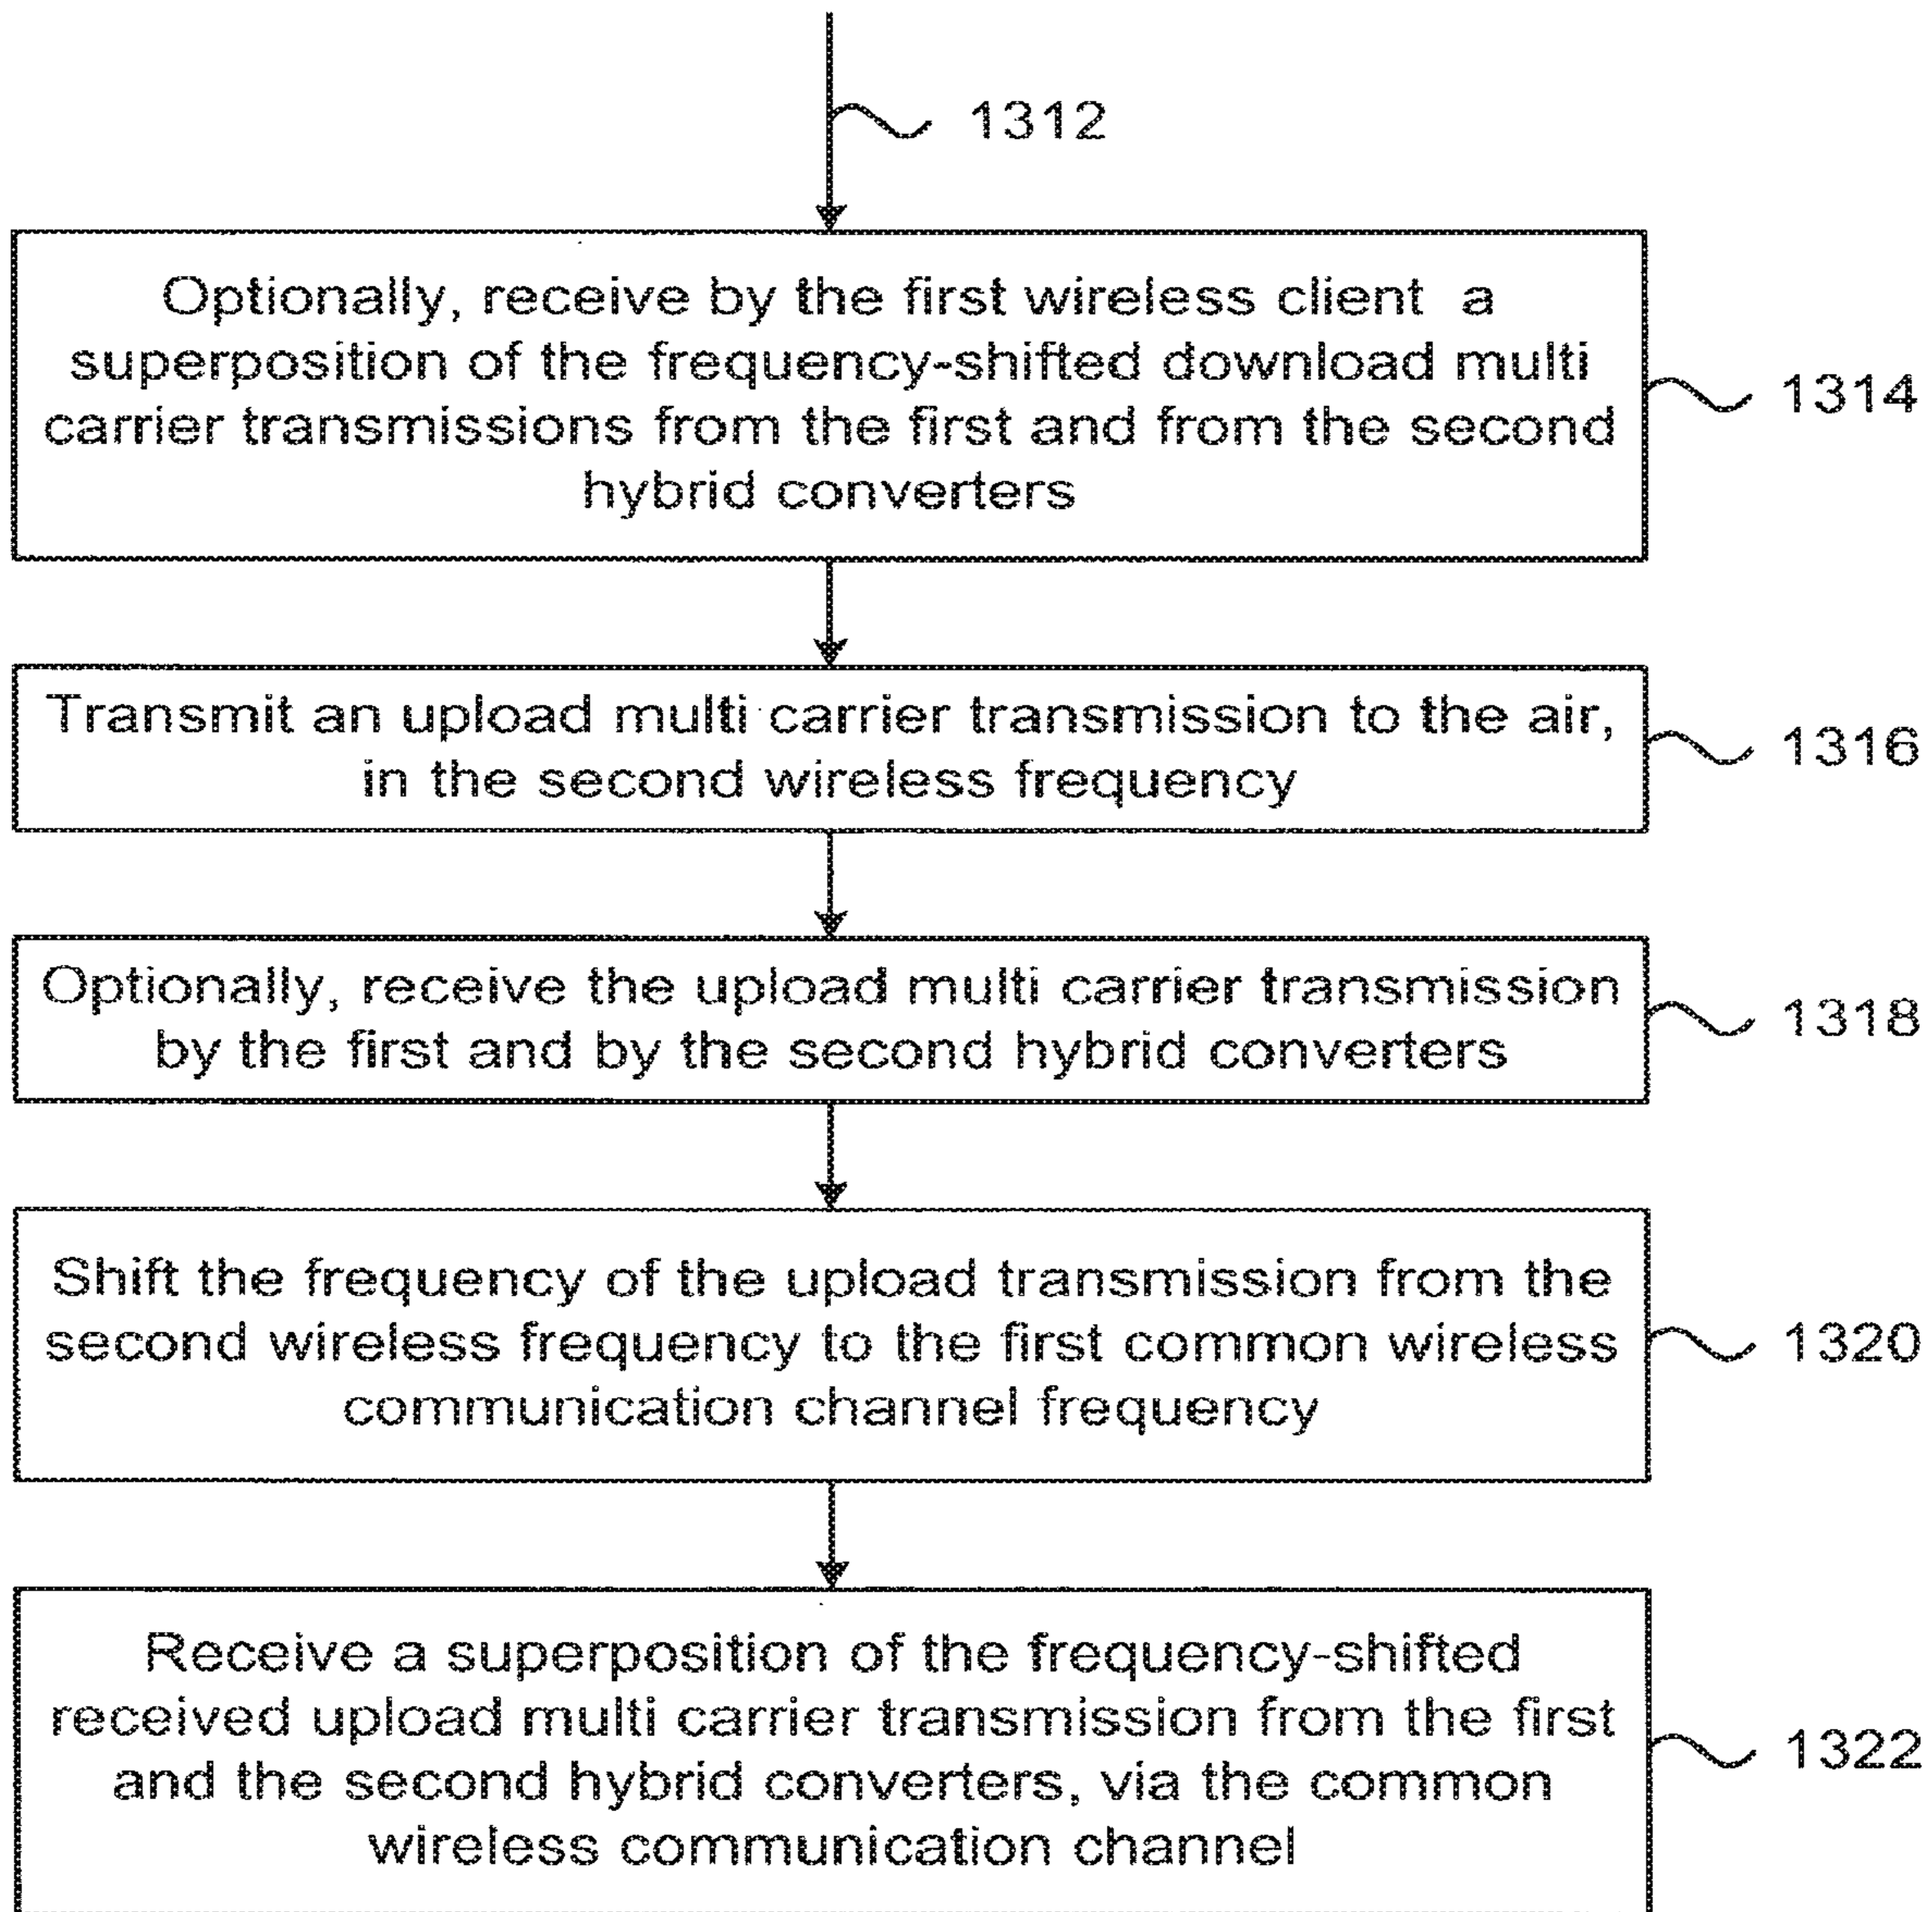 1312
Optionally, receive by the first wireless client a
superposition of the frequency-shifted download multi
carrier transmissions from the first and from the second
hybrid converters
1314
Transmit an upload multi carrier transmission to the air,
in the second wireless frequency
1316
Optionally, receive the upload multi carrier transmission
by the first and by the second hybrid converters
1318
Shift the frequency of the upload transmission from the
second wireless frequency to the first common wireless
communication channel frequency
1320
Receive a superposition of the frequency-shifted
received upload multi carrier transmission from the first
and the second hybrid converters, via the common
wireless communication channel
1322